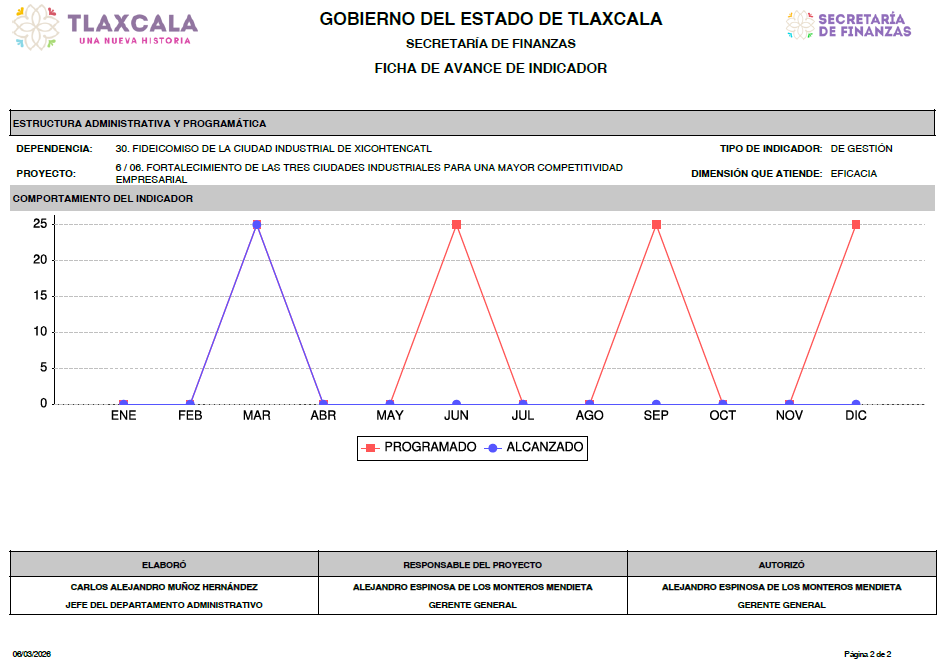 TLAXCALA
UNA NUEVA HISTORIA
GOBIERNO DEL ESTADO DE TLAXCALA
SECRETARÍA DE FINANZAS
FICHA DE AVANCE DE INDICADOR
SECRETARÍA
DE FINANZAS
ESTRUCTURA ADMINISTRATIVA Y PROGRAMÁTICA
DEPENDENCIA: 30. FIDEICOMISO DE LA CIUDAD INDUSTRIAL DE XICOHTENCATL TIPO DE INDICADOR: DE GESTIÓN
PROYECTO: 6 / 06. FORTALECIMIENTO DE LAS TRES CIUDADES INDUSTRIALES PARA UNA MAYOR COMPETITIVIDAD
EMPRESARIAL DIMENSIÓN QUE ATIENDE: EFICACIA
COMPORTAMIENTO DEL INDICADOR
25
20
15
10
5
0
ENE FEB MAR ABR MAY JUN JUL AGO SEP OCT NOV DIC
PROGRAMADO ALCANZADO
ELABORÓ RESPONSABLE DEL PROYECTO AUTORIZÓ
CARLOS ALEJANDRO MUÑOZ HERNÁNDEZ ALEJANDRO ESPINOSA DE LOS MONTEROS MENDIETA ALEJANDRO ESPINOSA DE LOS MONTEROS MENDIETA
JEFE DEL DEPARTAMENTO ADMINISTRATIVO GERENTE GENERAL GERENTE GENERAL
06/03/2026 Página 2 de 2